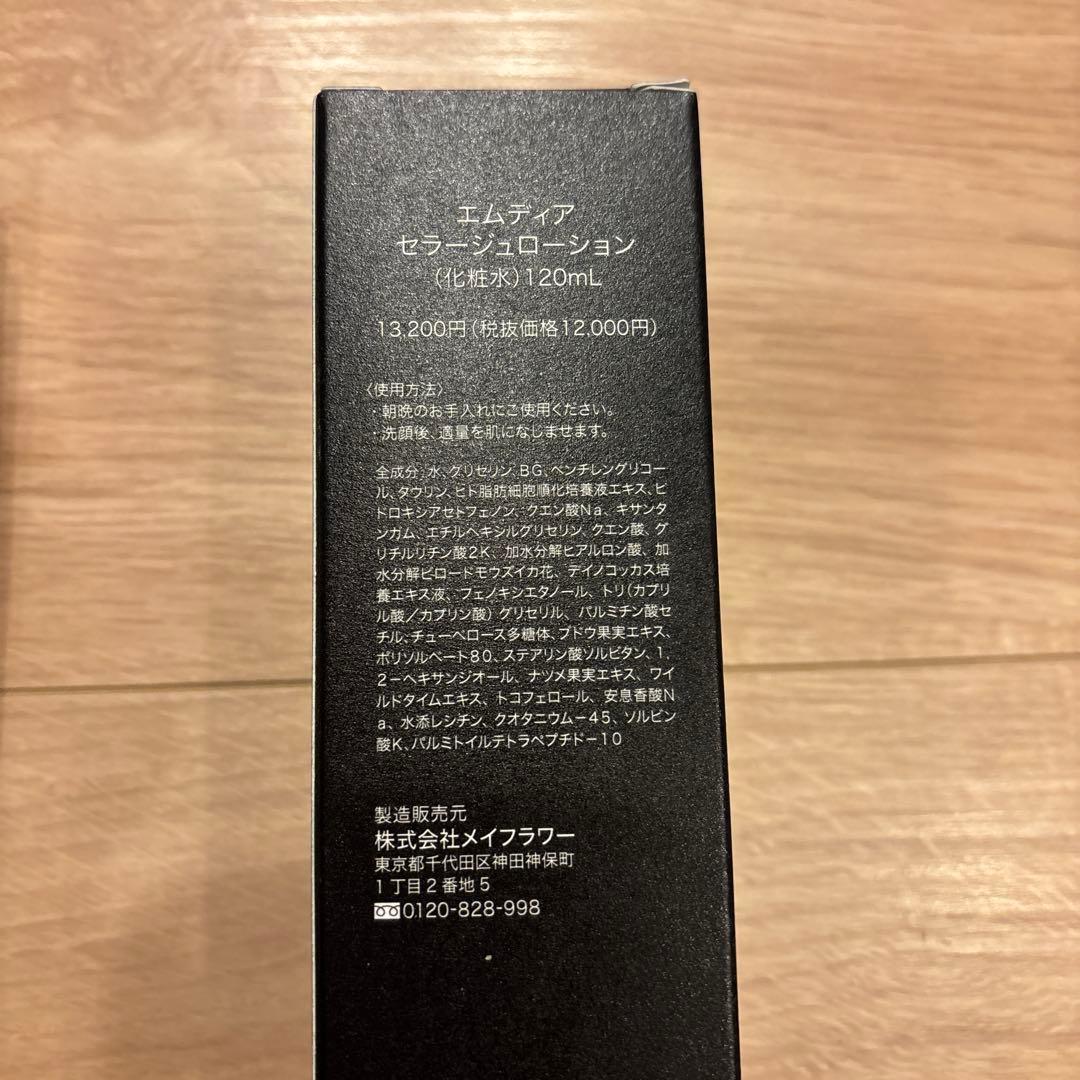 エムディア
セラージュローション
(化粧水)120mL
13,200円(税抜価格12,000円)
〈使用方法〉
・朝晩のお手入れにご使用ください。
・洗顔後、適量を肌になじませます。
全成分:水、グリセリン、BG、ペンチレングリコー
ル、タウリン、ヒト脂肪細胞順化培養液エキス、ヒ
ドロキシアセトフェノン、クエン酸Na、キサンタ
ンガム、エチルヘキシルグリセリン、クエン酸、グ
リチルリチン酸2K、加水分解ヒアルロン酸、加
水分解ビロードモウズイカ花、デイノコッカス培
養エキス液、フェノキシエタノール、トリ(カプリ
ル酸/カプリン酸)グリセリル、パルミチン酸セ
チル、チューベロース多糖体、ブドウ果実エキス、
ポリソルベート80、ステアリン酸ソルビタン、1,
2-ヘキサンジオール、ナツメ果実エキス、ワイ
ルドタイムエキス、トコフェロール、安息香酸N
a、水添レシチン、クオタニウム-45、ソルビン
酸K、パルミトイルテトラペプチド-10
製造販売元
株式会社メイフラワー
東京都千代田区神田神保町
1丁目2番地5
0120-828-998